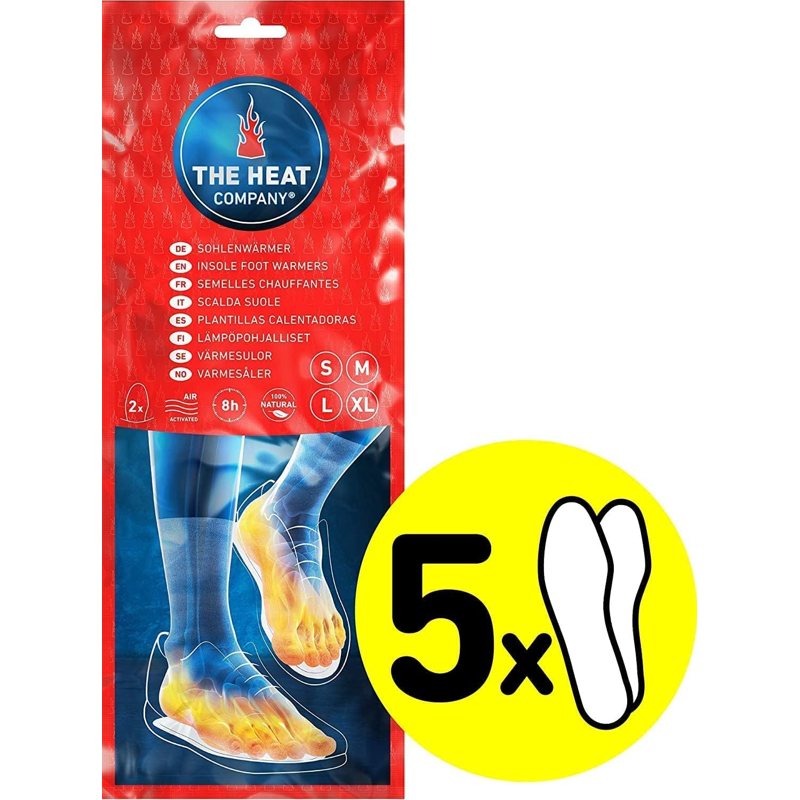 THE HEAT
COMPANY®
DE SOHLENWÄRMER
EN INSOLE FOOT WARMERS
FR SEMELLES CHAUFFANTES
IT SCALDA SUOLE
ES PLANTILLAS CALENTADORAS
FI LÄMPÖPOHJALLISET
SE VÄRMESULOR
NO VARMESÅLER
S M
L XL
2x
AIR
ACTIVATED
8h
100%
NATURAL
5x